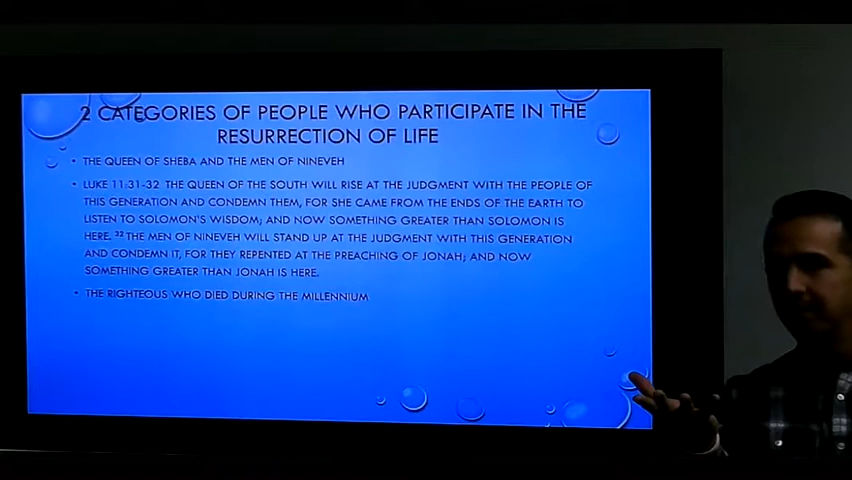 2 CATEGORIES OF PEOPLE WHO PARTICIPATE IN THE
RESURRECTION OF LIFE
• THE QUEEN OF SHEBA AND THE MEN OF NINEVEH
• LUKE 11:31-32 THE QUEEN OF THE SOUTH WILL RISE AT THE JUDGMENT WITH THE PEOPLE OF
THIS GENERATION AND CONDEMN THEM, FOR SHE CAME FROM THE ENDS OF THE EARTH TO
LISTEN TO SOLOMON'S WISDOM; AND NOW SOMETHING GREATER THAN SOLOMON IS
HERE. 32 THE MEN OF NINEVEH WILL STAND UP AT THE JUDGMENT WITH THIS GENERATION
AND CONDEMN IT, FOR THEY REPENTED AT THE PREACHING OF JONAH; AND NOW
SOMETHING GREATER THAN JONAH IS HERE.
• THE RIGHTEOUS WHO DIED DURING THE MILLENNIUM